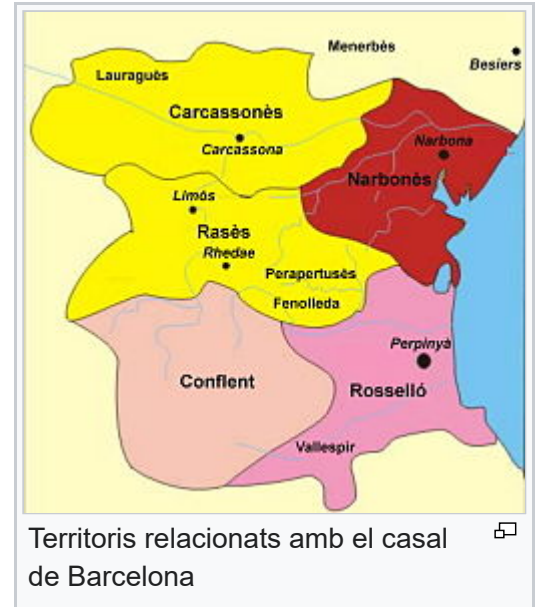 Menerbès
Besiers
Lauraguès
Carcassonès
Carcassona
Narbona
Narbonès
Limós
Rasès
Rhedae
Perapertusès
Fenolleda
Perpinyà
Conflent
Rosselló
Vallespir
Territoris relacionats amb el casal
de Barcelona